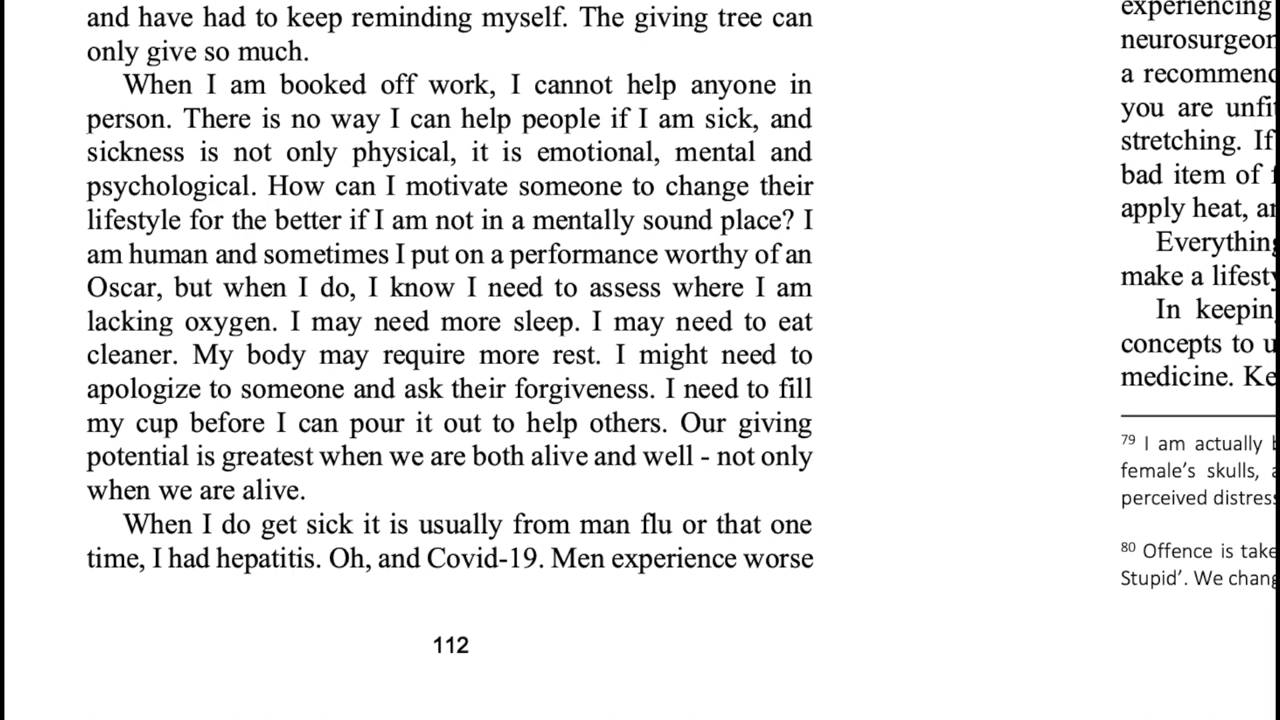 and have had to keep reminding myself. The giving tree can
only give so much.
When I am booked off work, I cannot help anyone in
person. There is no way I can help people if I am sick, and
sickness is not only physical, it is emotional, mental and
psychological. How can I motivate someone to change their
lifestyle for the better if I am not in a mentally sound place? I
am human and sometimes I put on a performance worthy of an
Oscar, but when I do, I know I need to assess where I am
lacking oxygen. I may need more sleep. I may need to eat
cleaner. My body may require more rest. I might need to
apologize to someone and ask their forgiveness. I need to fill
my cup before I can pour it out to help others. Our giving
potential is greatest when we are both alive and well - not only
when we are alive.
When I do get sick it is usually from man flu or that one
time, I had hepatitis. Oh, and Covid-19. Men experience worse
112
experiencing
neurosurgeon
a recommend
you are unfi
stretching. If
bad item of
apply heat, an
Everything
make a lifesty
In keepin
concepts to u
medicine. Ke
79 I am actually
female's skulls,
perceived distress
80 Offence is take
Stupid'. We chang